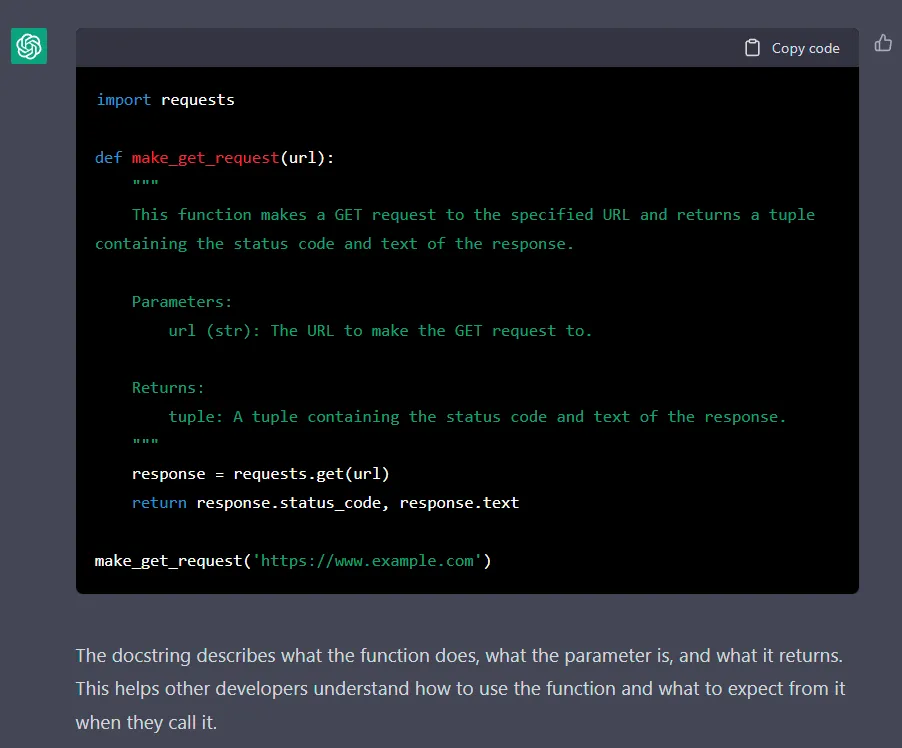 Copy code
import requests
def make_get_request(url):
"""
This function makes a GET request to the specified URL and returns a tuple
containing the status code and text of the response.
Parameters:
url (str): The URL to make the GET request to.
Returns:
tuple: A tuple containing the status code and text of the response.
"""
response = requests.get(url)
return response.status_code, response.text
make_get_request('https://www.example.com')
The docstring describes what the function does, what the parameter is, and what it returns.
This helps other developers understand how to use the function and what to expect from it
when they call it.